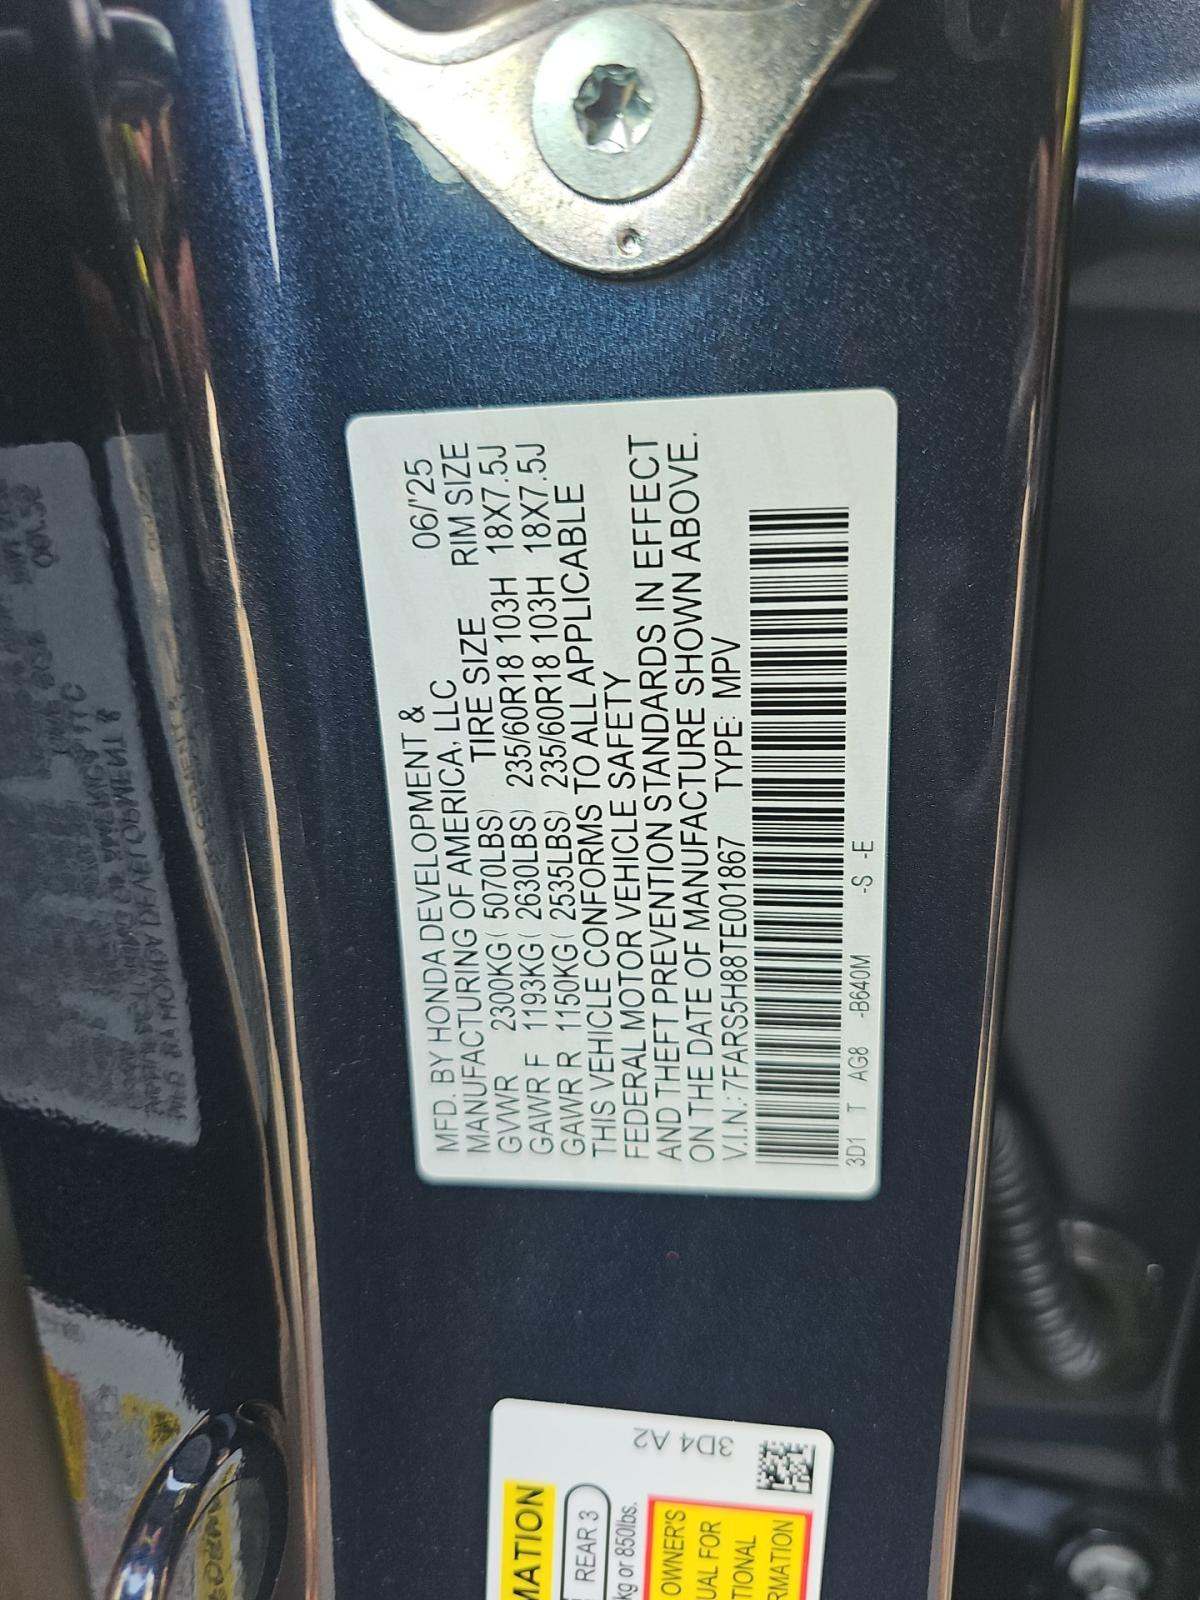 MFD. BY HONDA DEVELOPMENT & 06/'25
MANUFACTURING OF AMERICA, LLC RIM SIZE
GVWR 2300KG( 5070LBS) TIRE SIZE
GAWR F 1193KG( 2630LBS) 235/60R18 103H 18X7.5J
GAWR R 1150KG( 2535LBS) 235/60R18 103H 18X7.5J
THIS VEHICLE CONFORMS TO ALL APPLICABLE
FEDERAL MOTOR VEHICLE SAFETY
AND THEFT PREVENTION STANDARDS IN EFFECT
ON THE DATE OF MANUFACTURE SHOWN ABOVE.
V.I.N.:7FARS5H88TE001867 TYPE: MPV
3D1 T AG8 -B640M -S -E
3D4 A2
MATION
REAR 3
kg or 850lbs.
OWNER'S
UAL FOR
TIONAL
RMATION